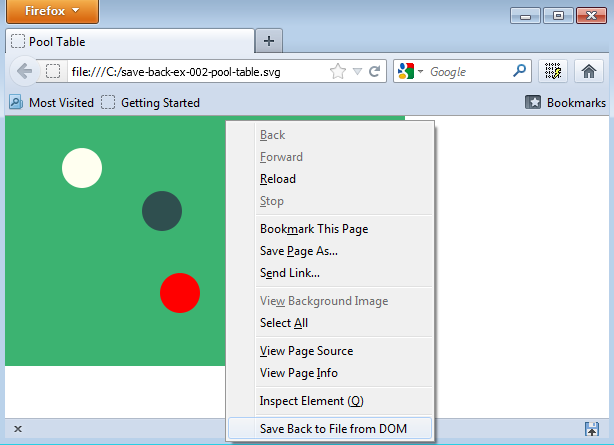 Firefox
Pool Table
file:///C:/save-back-ex-002-pool-table.svg
Google
Most Visited
Getting Started
Bookmarks
Back
Forward
Reload
Stop
Bookmark This Page
Save Page As...
Send Link...
View Background Image
Select All
View Page Source
View Page Info
Inspect Element (Q)
Save Back to File from DOM